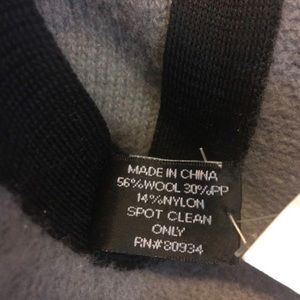 MADE IN CHINA
56%WOOL 30%PP
14%NYLON
SPOT CLEAN
ONLY
RN#80934